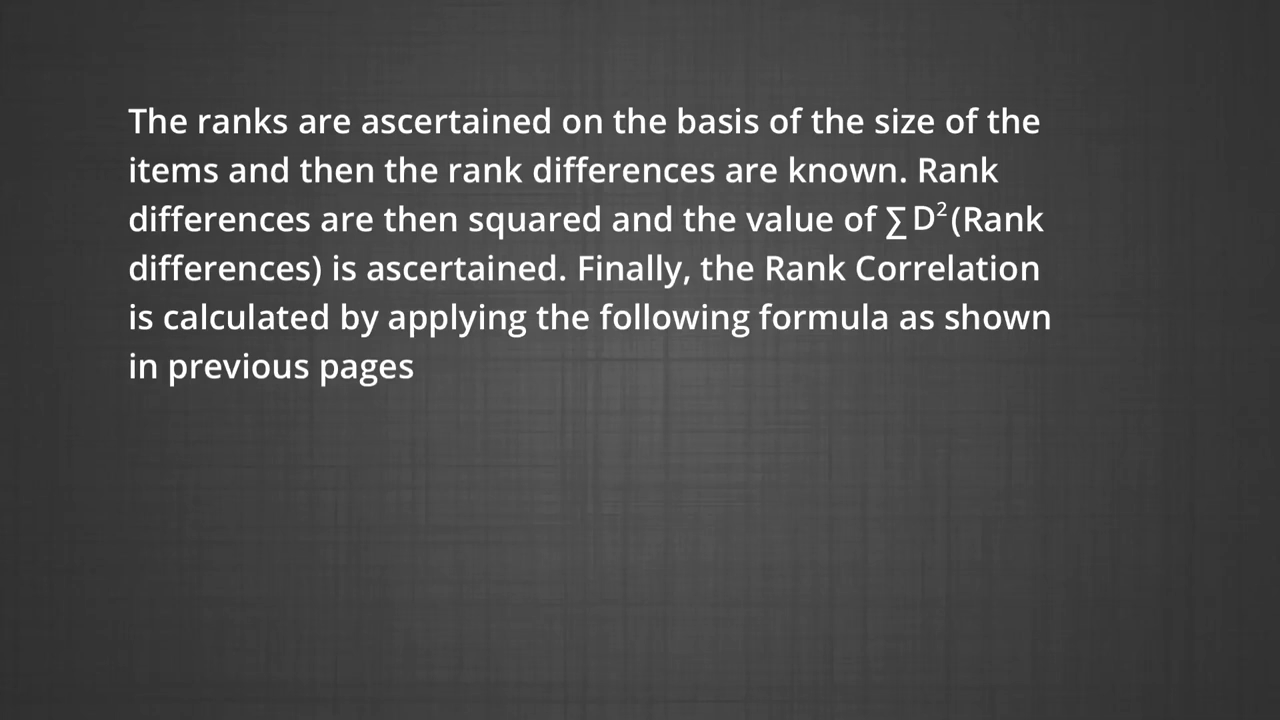 The ranks are ascertained on the basis of the size of the
items and then the rank differences are known. Rank
differences are then squared and the value of ∑D²(Rank
differences) is ascertained. Finally, the Rank Correlation
is calculated by applying the following formula as shown
in previous pages